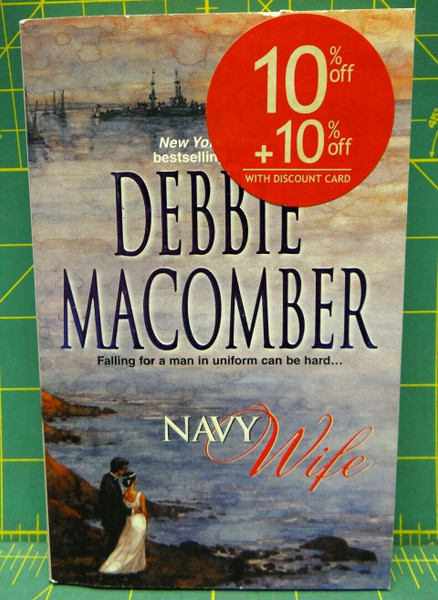 10% off
+10% off
WITH DISCOUNT CARD
New Yor
bestselling
DEBBIE
MACOMBER
Falling for a man in uniform can be hard...
NAVY Wife